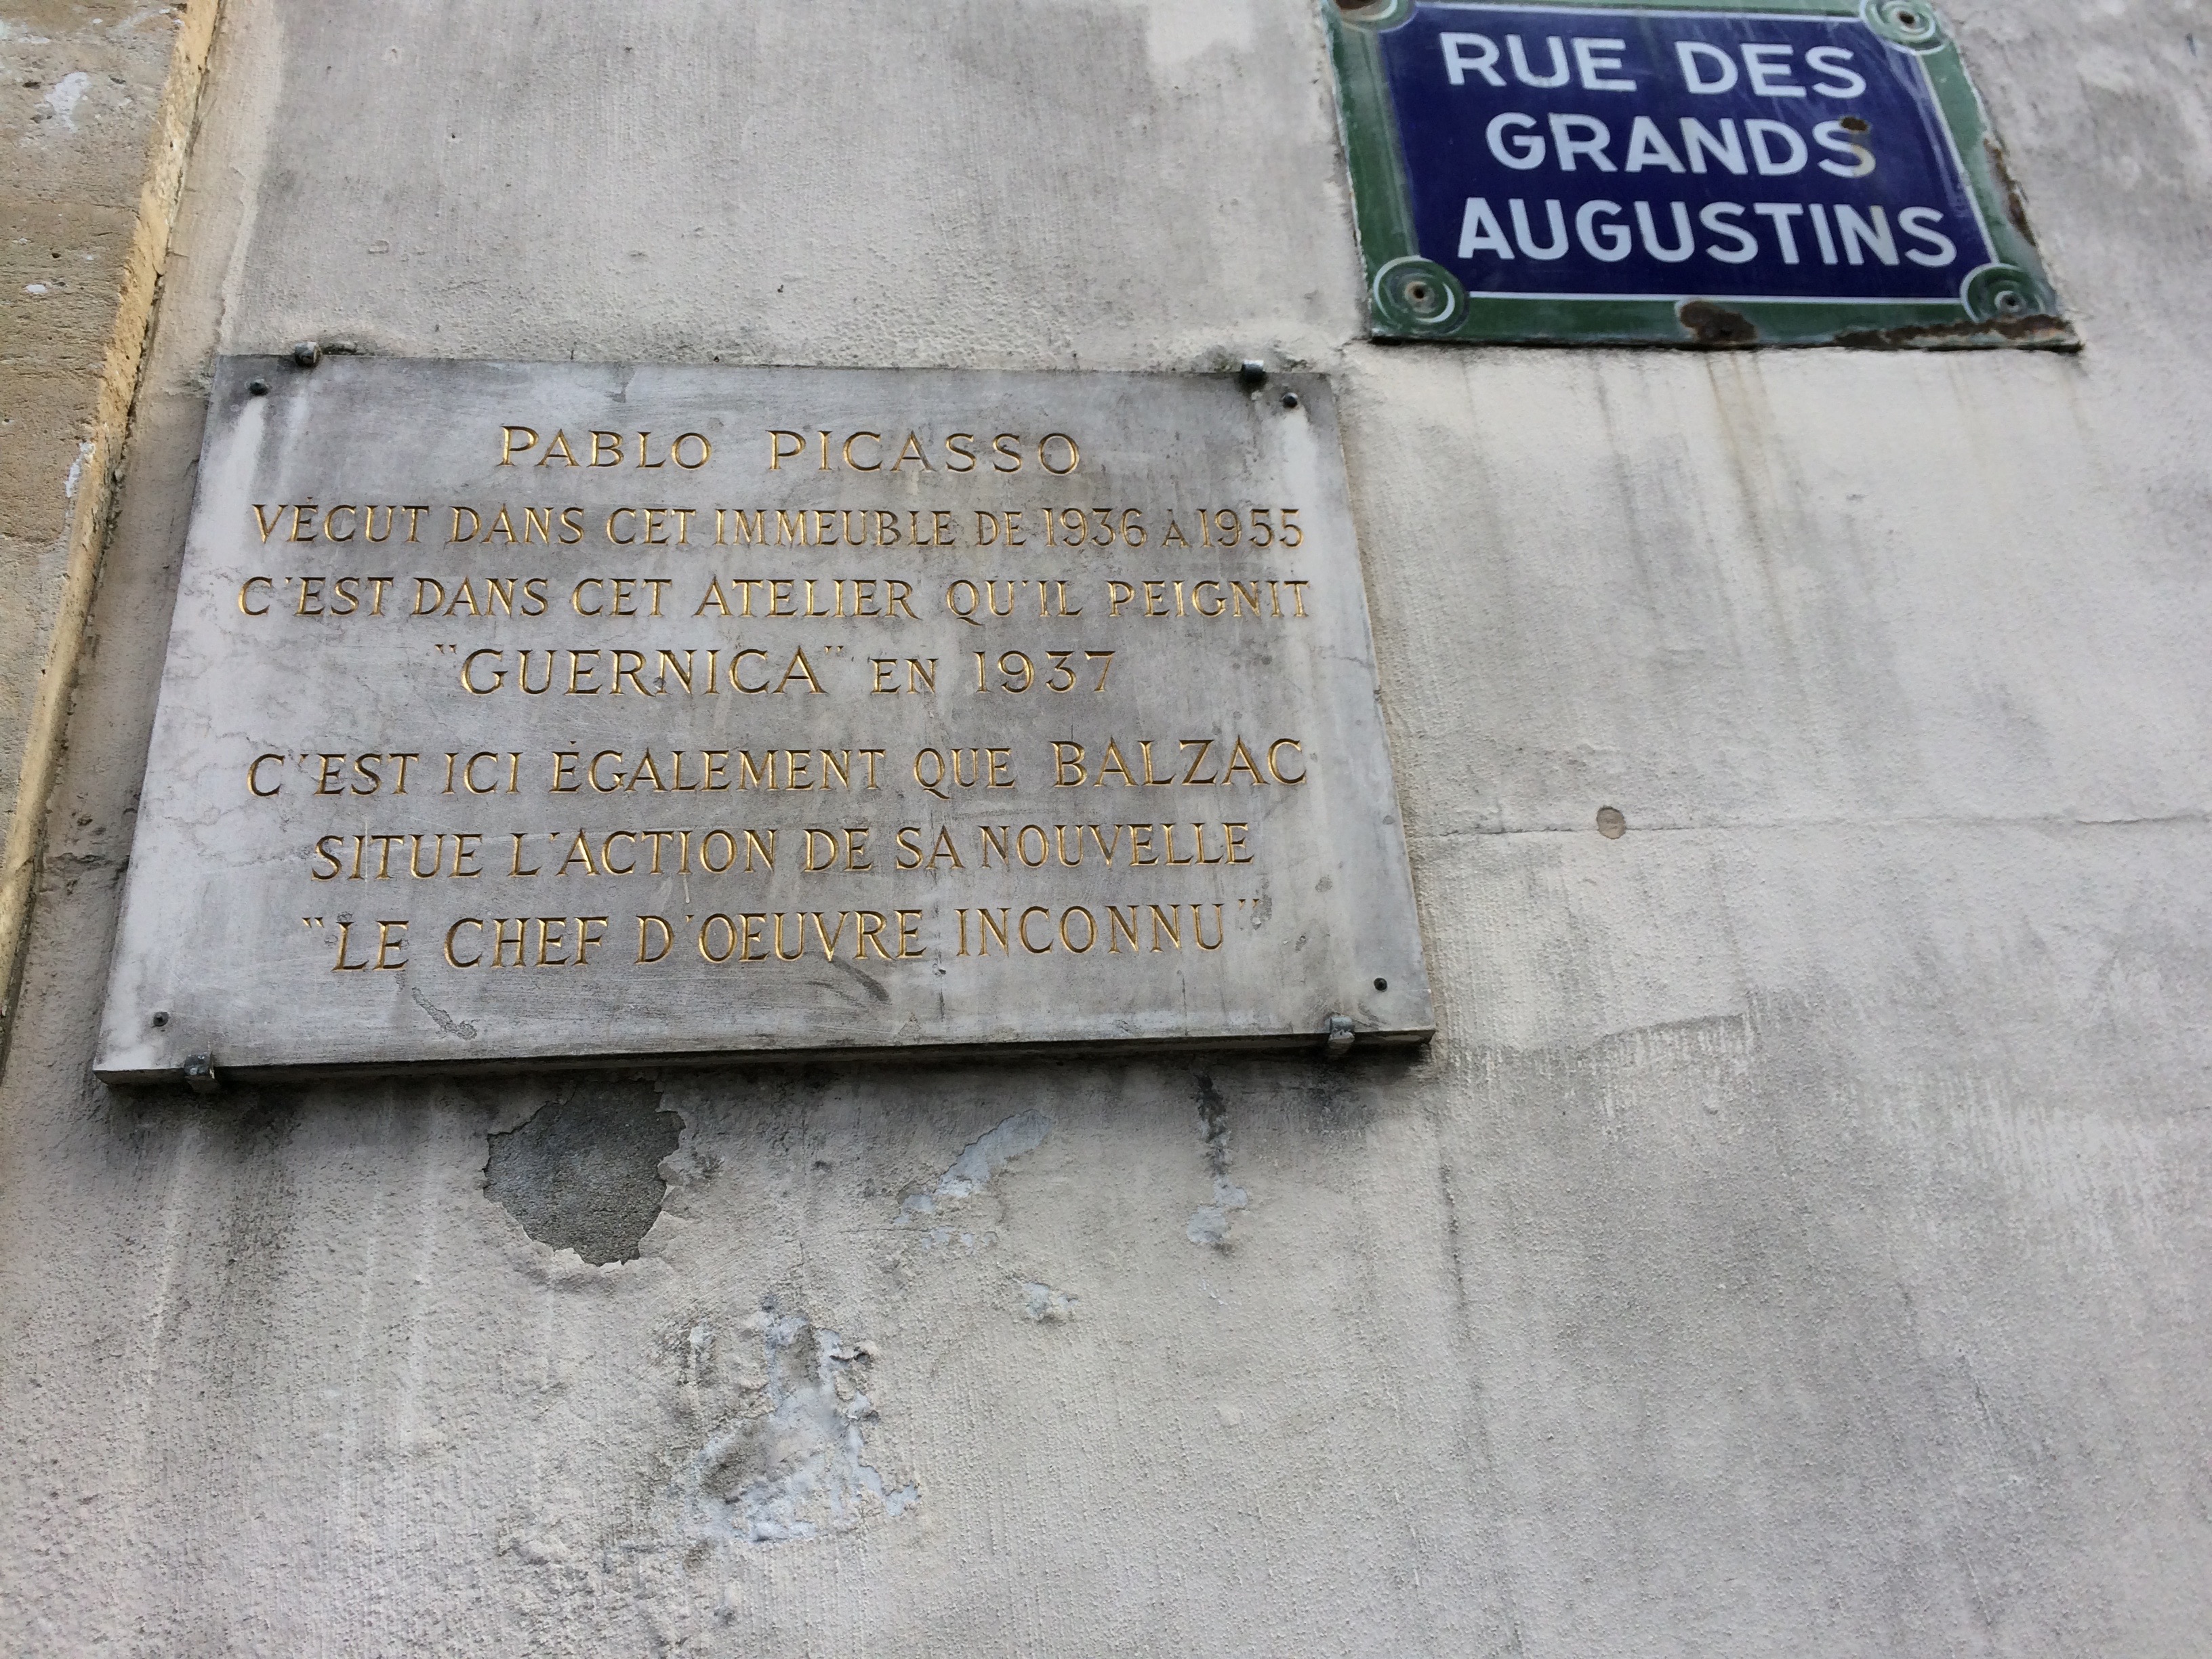 RUE DES
GRANDS
AUGUSTINS
PABLO PICASSO
VÉCUT DANS CET IMMEUBLE DE 1936 À 1955
C'EST DANS CET ATELIER QU'IL PEIGNIT
"GUERNICA" EN 1937
C'EST ICI ÉGALEMENT QUE BALZAC
SITUE L'ACTION DE SA NOUVELLE
"LE CHEF D'OEUVRE INCONNU"